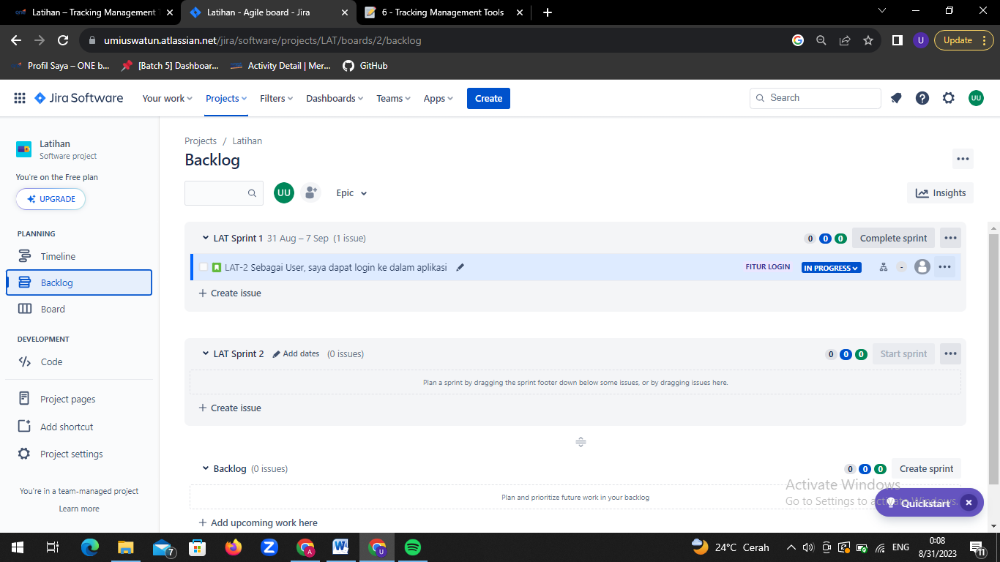 Latihan – Tracking Management T
Latihan - Agile board - Jira
6 - Tracking Management Tools
umiuswatun.atlassian.net/jira/software/projects/LAT/boards/2/backlog
U
Update
Profil Saya – ONE b...
[Batch 5] Dashboar...
Activity Detail | Mer...
GitHub
Jira Software
Your work
Projects
Filters
Dashboards
Teams
Apps
Create
Search
UU
Latihan
Software project
You're on the Free plan
UPGRADE
PLANNING
Timeline
Backlog
Board
DEVELOPMENT
Code
Project pages
Add shortcut
Project settings
You're in a team-managed project
Learn more
Projects / Latihan
Backlog
UU
Epic
Insights
LAT Sprint 1 31 Aug – 7 Sep (1 issue)
0 0 0 Complete sprint
LAT-2 Sebagai User, saya dapat login ke dalam aplikasi
FITUR LOGIN IN PROGRESS -
+ Create issue
LAT Sprint 2 Add dates (0 issues)
0 0 0 Start sprint
Plan a sprint by dragging the sprint footer down below some issues, or by dragging issues here.
+ Create issue
Backlog (0 issues)
0 0 0 Create sprint
Plan and prioritize future work in your backlog
+ Add upcoming work here
Activate Windows
Go to Settings to activate Windows.
Quickstart
7
A
U
24°C Cerah
ENG
0:08
8/31/2023
11